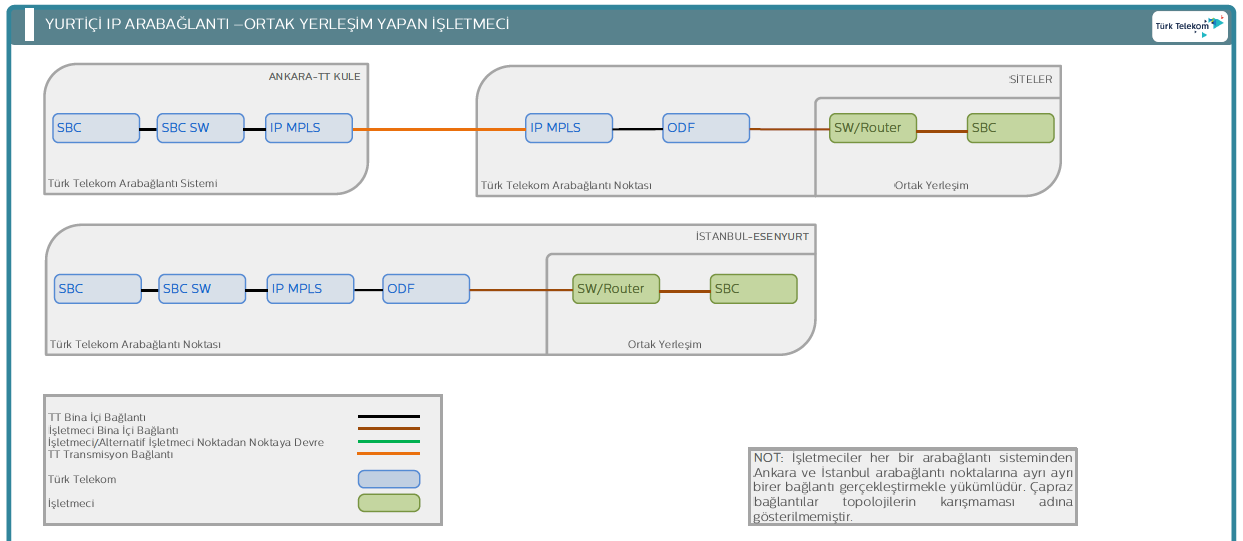 YURTİÇİ IP ARABAĞLANTI –ORTAK YERLEŞİM YAPAN İŞLETMECİ
Türk Telekom
ANKARA-TT KULE
SBC
SBC SW
IP MPLS
Türk Telekom Arabağlantı Sistemi
SİTELER
IP MPLS
ODF
SW/Router
SBC
Türk Telekom Arabağlantı Noktası
Ortak Yerleşim
İSTANBUL-ESENYURT
SBC
SBC SW
IP MPLS
ODF
SW/Router
SBC
Türk Telekom Arabağlantı Noktası
Ortak Yerleşim
TT Bina İçi Bağlantı
İşletmeci Bina İçi Bağlantı
İşletmeci/Alternatif İşletmeci Noktadan Noktaya Devre
TT Transmisyon Bağlantı
Türk Telekom
İşletmeci
NOT: İşletmeciler her bir arabağlantı sisteminden
Ankara ve İstanbul arabağlantı noktalarına ayrı ayrı
birer bağlantı gerçekleştirmekle yükümlüdür. Çapraz
bağlantılar topolojilerin karışmaması adına
gösterilmemiştir.